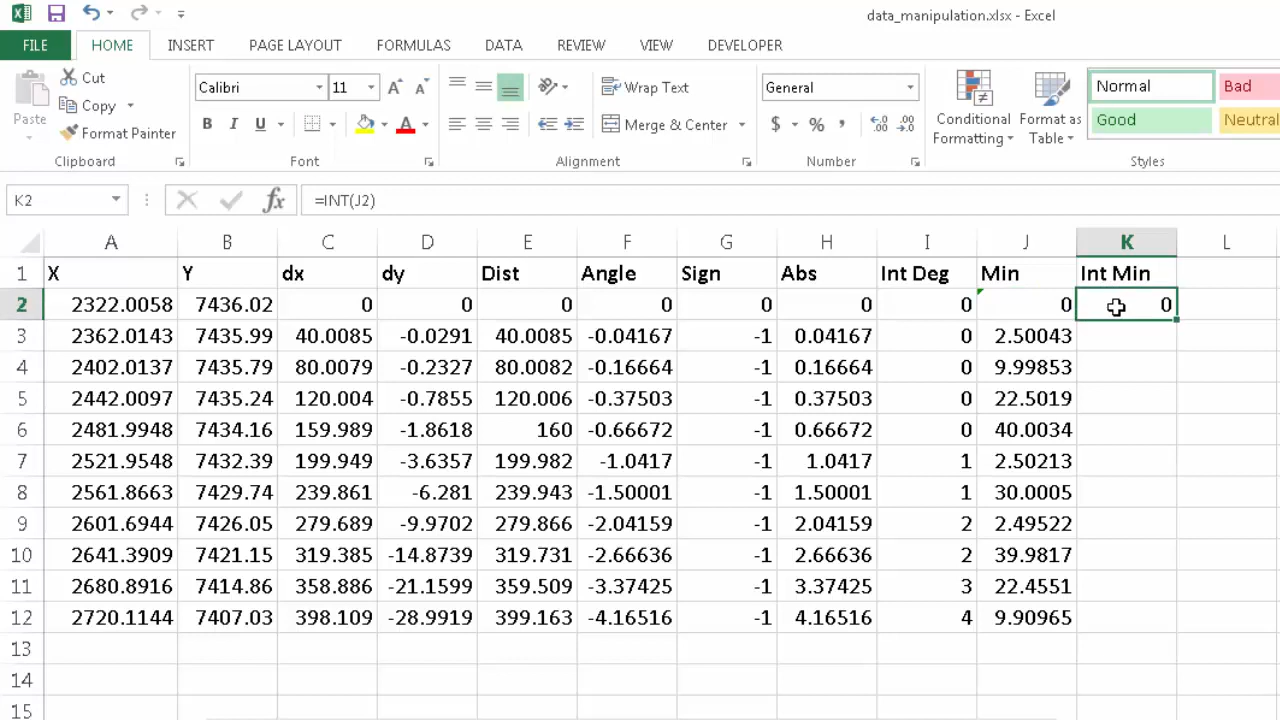 data_manipulation.xlsx - Excel
FILE HOME INSERT PAGE LAYOUT FORMULAS DATA REVIEW VIEW DEVELOPER
Paste
Cut
Copy
Format Painter
Clipboard
Calibri 11
B I U
Font
Wrap Text
Merge & Center
Alignment
General
$ % ,
Number
Conditional Formatting
Format as Table
Normal Bad
Good Neutral
Styles
K2 fx =INT(J2)
A B C D E F G H I J K L
1 X Y dx dy Dist Angle Sign Abs Int Deg Min Int Min
2 2322.0058 7436.02 0 0 0 0 0 0 0 0 0
3 2362.0143 7435.99 40.0085 -0.0291 40.0085 -0.04167 -1 0.04167 0 2.50043
4 2402.0137 7435.79 80.0079 -0.2327 80.0082 -0.16664 -1 0.16664 0 9.99853
5 2442.0097 7435.24 120.004 -0.7855 120.006 -0.37503 -1 0.37503 0 22.5019
6 2481.9948 7434.16 159.989 -1.8618 160 -0.66672 -1 0.66672 0 40.0034
7 2521.9548 7432.39 199.949 -3.6357 199.982 -1.0417 -1 1.0417 1 2.50213
8 2561.8663 7429.74 239.861 -6.281 239.943 -1.50001 -1 1.50001 1 30.0005
9 2601.6944 7426.05 279.689 -9.9702 279.866 -2.04159 -1 2.04159 2 2.49522
10 2641.3909 7421.15 319.385 -14.8739 319.731 -2.66636 -1 2.66636 2 39.9817
11 2680.8916 7414.86 358.886 -21.1599 359.509 -3.37425 -1 3.37425 3 22.4551
12 2720.1144 7407.03 398.109 -28.9919 399.163 -4.16516 -1 4.16516 4 9.90965
13
14
15